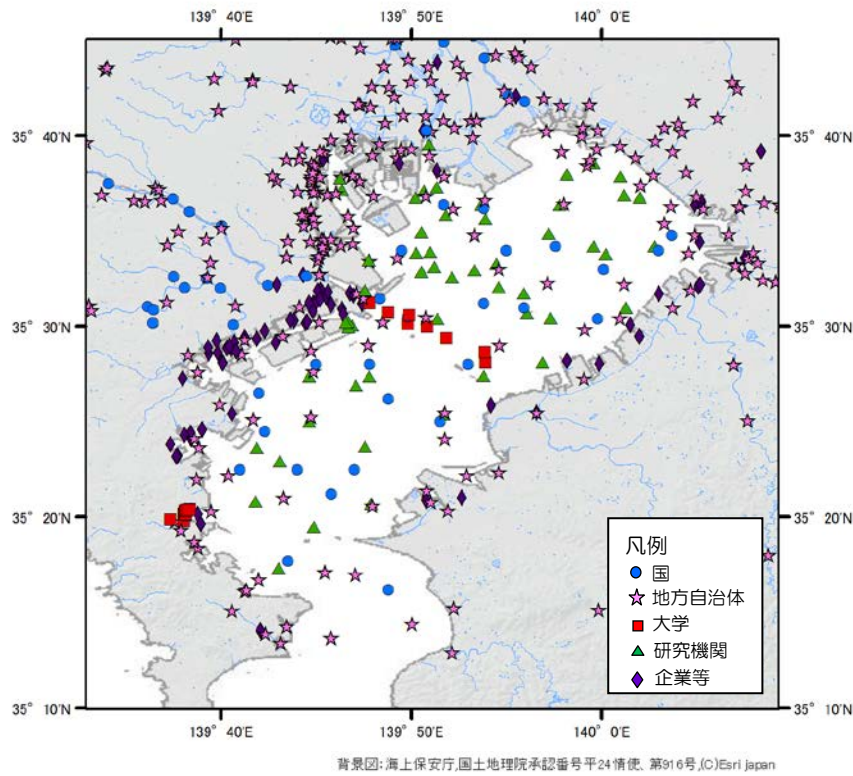 139° 40'E 139° 50'E 140° 0'E
35° 40'N 35° 40'N
35° 30'N 35° 30'N
35° 20'N 35° 20'N
凡例
国
地方自治体
大学
研究機関
企業等
35° 10'N 35° 10'N
139° 40'E 139° 50'E 140° 0'E
背景図:海上保安庁,国土地理院承認番号平24情使、第916号,(C)Esri japan